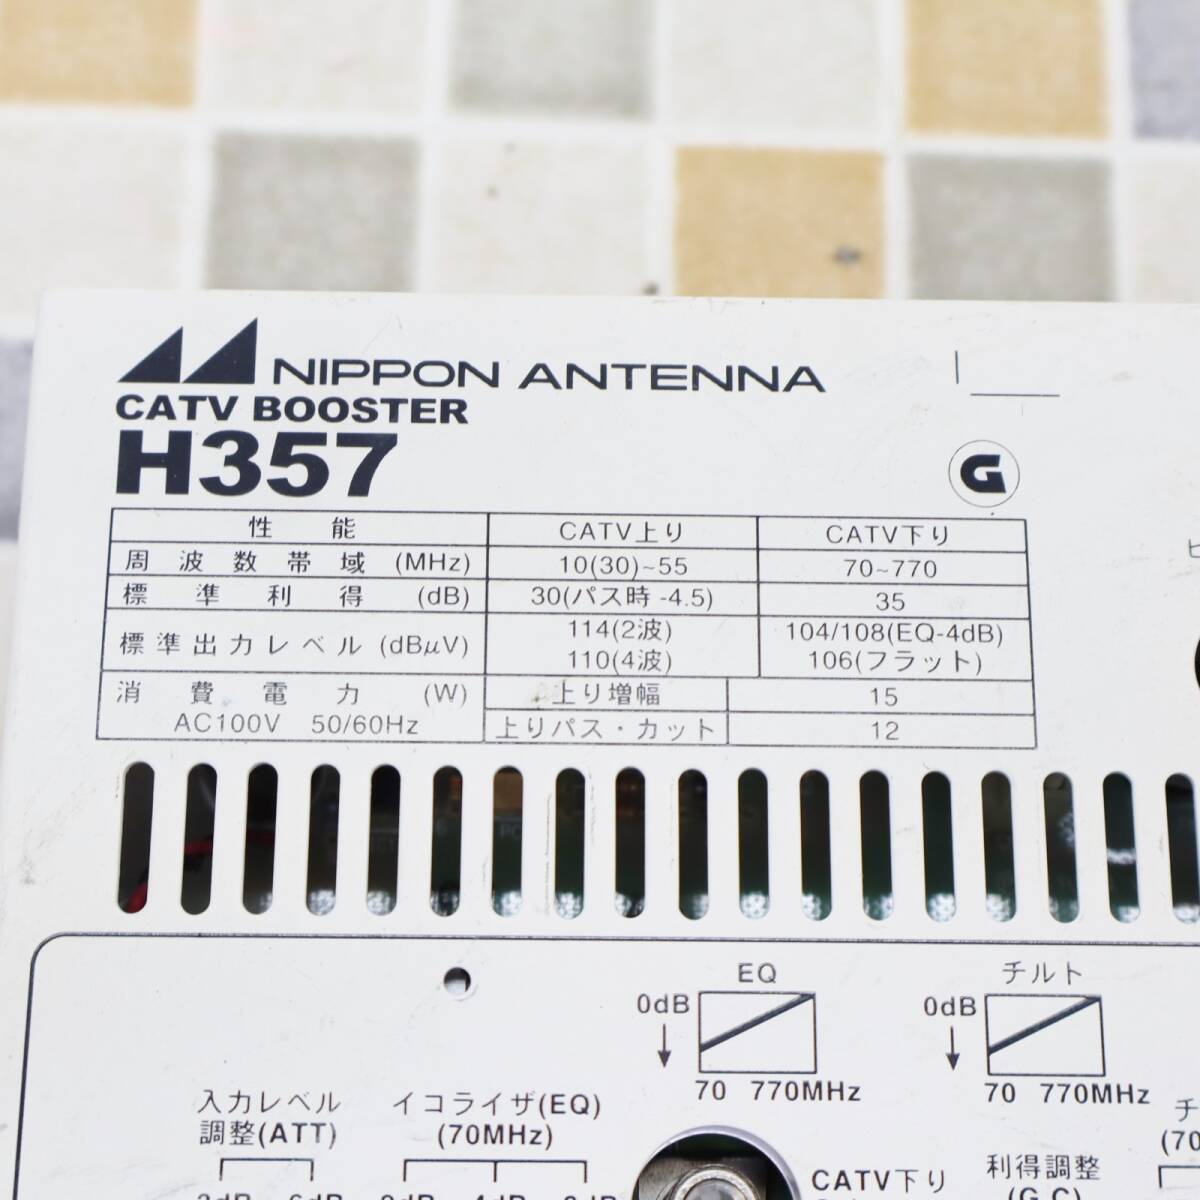 NIPPON ANTENNA
CATV BOOSTER
H357
G
性能 CATV上り CATV下り
周波数帯域(MHz) 10(30)~55 70~770
標準利得(dB) 30(パス時-4.5) 35
標準出力レベル(dBμV) 114(2波) 104/108(EQ-4dB)
110(4波) 106(フラット)
消費電力(W) 上り増幅 15
AC100V 50/60Hz 上りパス・カット 12
EQ
0dB
70 770MHz
チルト
0dB
70 770MHz
入力レベル
調整(ATT)
イコライザ(EQ)
(70MHz)
CATV下り
利得調整
(G.C)
チ
(70